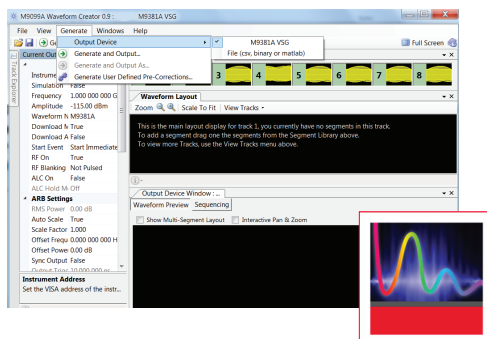 M9099A Waveform Creator 0.9 : M9381A VSG
File View Generate Windows Help
Output Device
M9381A VSG
File (csv, binary or matlab)
Generate and Output...
Generate and Output As...
Generate User Defined Pre-Corrections...
Full Screen
Track Explorer
Current Out
Instrume
Simulation False
Frequency 1.000 000 000 G
Amplitude -115.00 dBm
Waveform N M9381A
Download M True
Download A False
Start Event Start Immediate
RF On True
RF Blanking Not Pulsed
ALC On False
ALC Hold M Off
ARB Settings
RMS Power 0.00 dB
Auto Scale True
Scale Factor 1.000
Offset Frequ 0.000 000 000 H
Offset Power 0.00 dB
Sync Output False
Output Trigg 10.000 000 ns
Instrument Address
Set the VISA address of the instr...
3 4 5 6 7 8
Waveform Layout
Zoom Scale To Fit View Tracks
This is the main layout display for track 1, you currently have no segments in this track.
To add a segment drag one the segments from the Segment Library above.
To view more Tracks, use the View Tracks menu above.
Output Device Window : ...
Waveform Preview Sequencing
Show Multi-Segment Layout Interactive Pan & Zoom